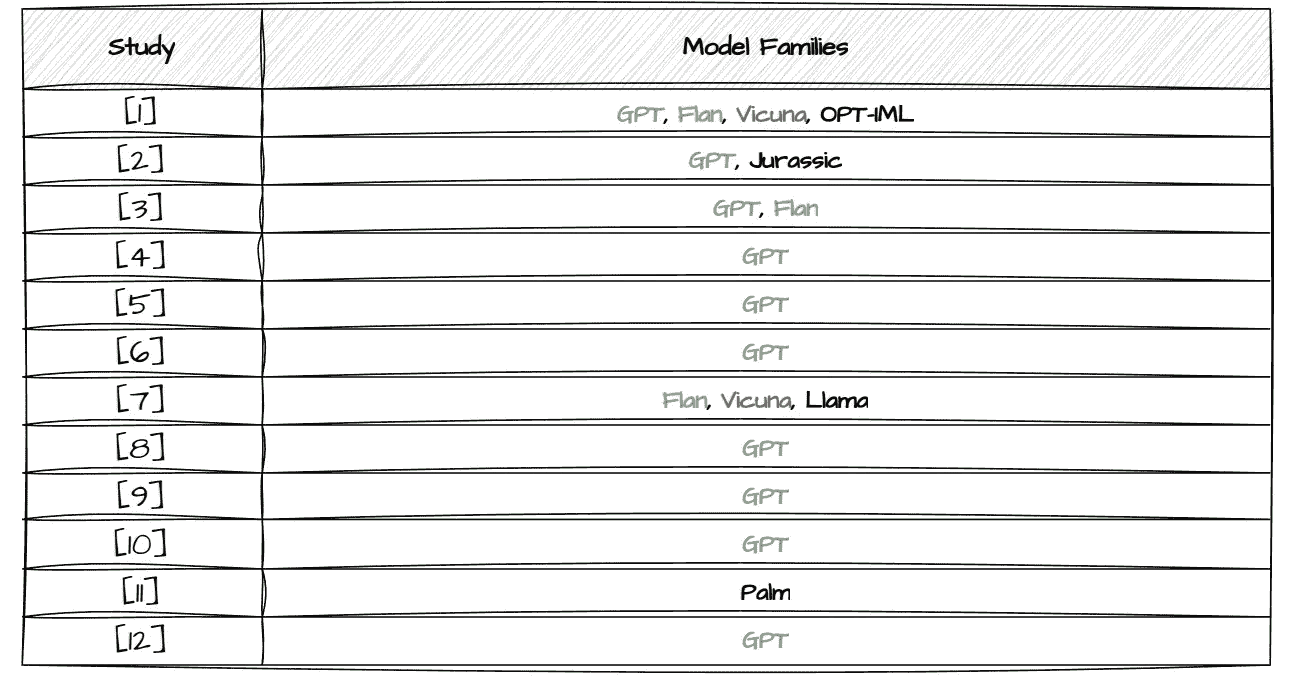 Study Model Families
[1] GPT, Flan, Vicuna, OPT-IML
[2] GPT, Jurassic
[3] GPT, Flan
[4] GPT
[5] GPT
[6] GPT
[7] Flan, Vicuna, Llama
[8] GPT
[9] GPT
[10] GPT
[11] Palm
[12] GPT